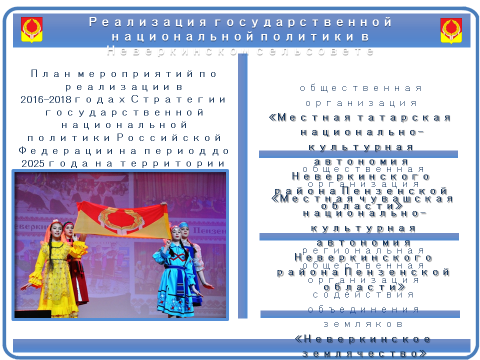 Реализация государственной
национальной политики в
Неверкинском сельсовете
План мероприятий по
реализации в
2016–2018 годах Стратегии
государственной
национальной
политики Российской
Федерации на период до
2025 года на территории
общественная
организация
«Местная татарская
национально-
культурная
автономия
Неверкинского
района Пензенской
области»
общественная
организация
«Местная чувашская
национально-
культурная
автономия
Неверкинского
района Пензенской
области»
региональная
общественная
организация
содействия
объединения
земляков
«Неверкинское
землячество»